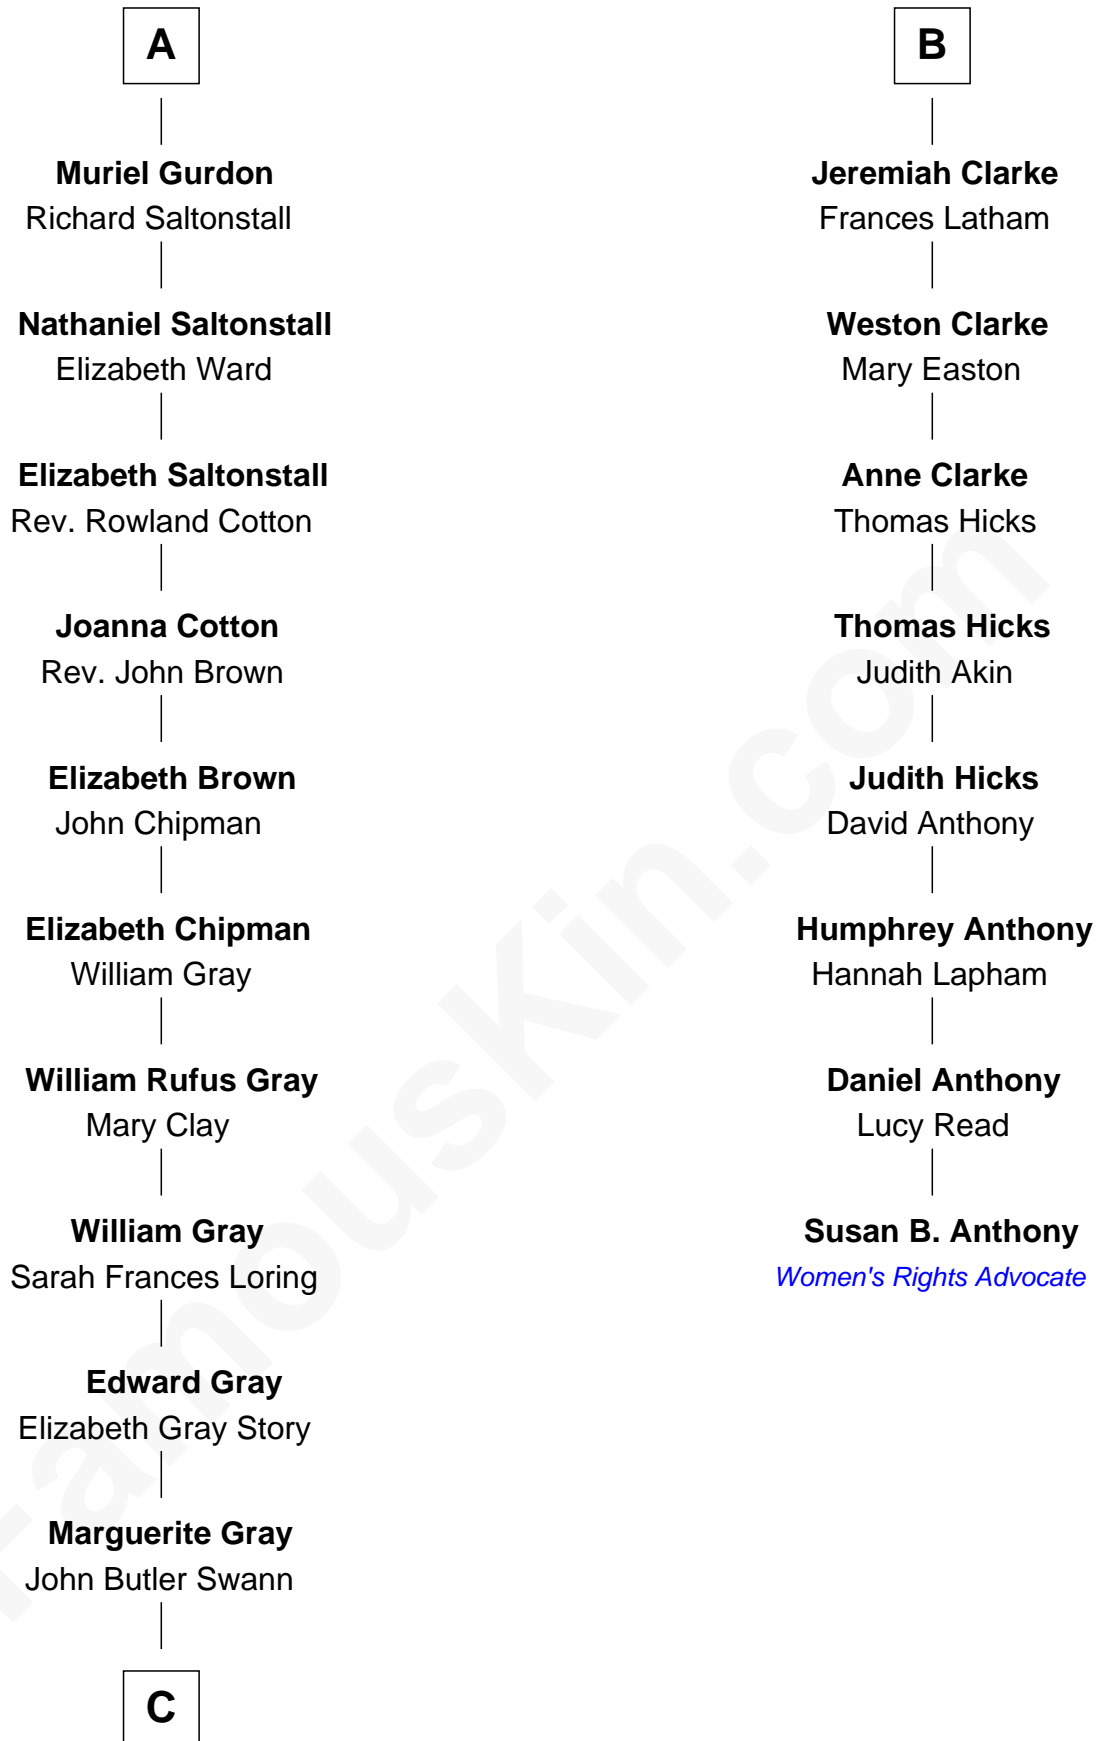 A
Muriel Gurdon
Richard Saltonstall
Nathaniel Saltonstall
Elizabeth Ward
Elizabeth Saltonstall
Rev. Rowland Cotton
Joanna Cotton
Rev. John Brown
Elizabeth Brown
John Chipman
Elizabeth Chipman
William Gray
William Rufus Gray
Mary Clay
William Gray
Sarah Frances Loring
Edward Gray
Elizabeth Gray Story
Marguerite Gray
John Butler Swann
C
B
Jeremiah Clarke
Frances Latham
Weston Clarke
Mary Easton
Anne Clarke
Thomas Hicks
Thomas Hicks
Judith Akin
Judith Hicks
David Anthony
Humphrey Anthony
Hannah Lapham
Daniel Anthony
Lucy Read
Susan B. Anthony
Women's Rights Advocate
FamousKin.com